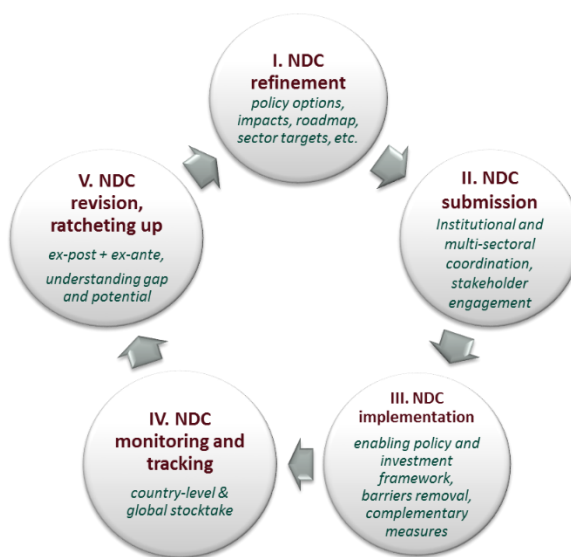 I. NDC
refinement
policy options,
impacts, roadmap,
sector targets, etc.
II. NDC
submission
Institutional and
multi-sectoral
coordination,
stakeholder
engagement
III. NDC
implementation
enabling policy and
investment
framework,
barriers removal,
complementary
measures
IV. NDC
monitoring and
tracking
country-level &
global stocktake
V. NDC
revision,
ratcheting up
ex-post + ex-ante,
understanding gap
and potential